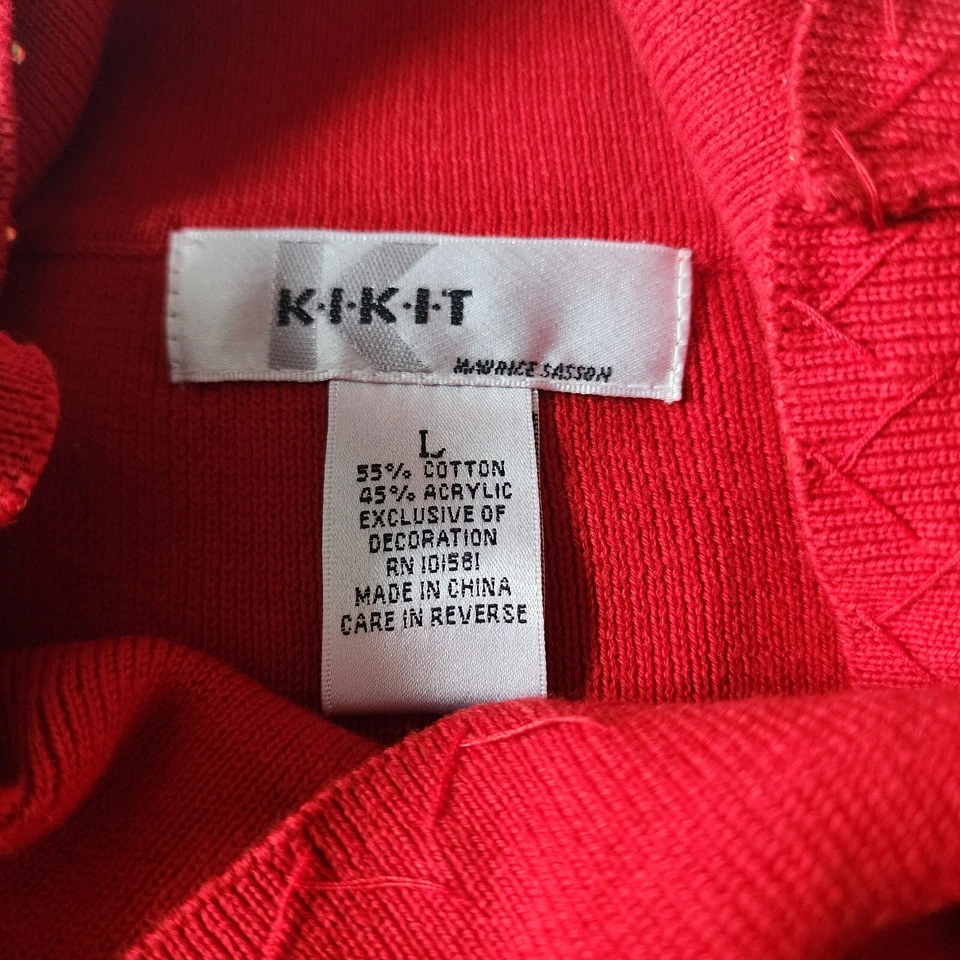 K·I·K·I·T
MAURICE SASSON
L
55% COTTON
45% ACRYLIC
EXCLUSIVE OF
DECORATION
RN 101581
MADE IN CHINA
CARE IN REVERSE